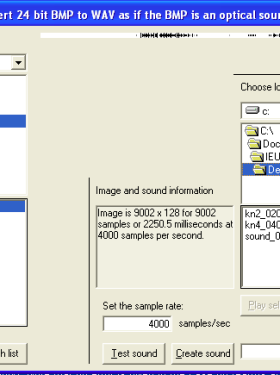 ert 24 bit BMP to WAV as if the BMP is an optical soun
Choose lo
c:
C:\
Doc
IEU
De
Image and sound information
Image is 9002 x 128 for 9002
samples or 2250.5 milliseconds at
4000 samples per second.
kn2_020
kn4_040
sound_0
Set the sample rate:
4000 samples/sec
Play sel
h list
Test sound
Create sound